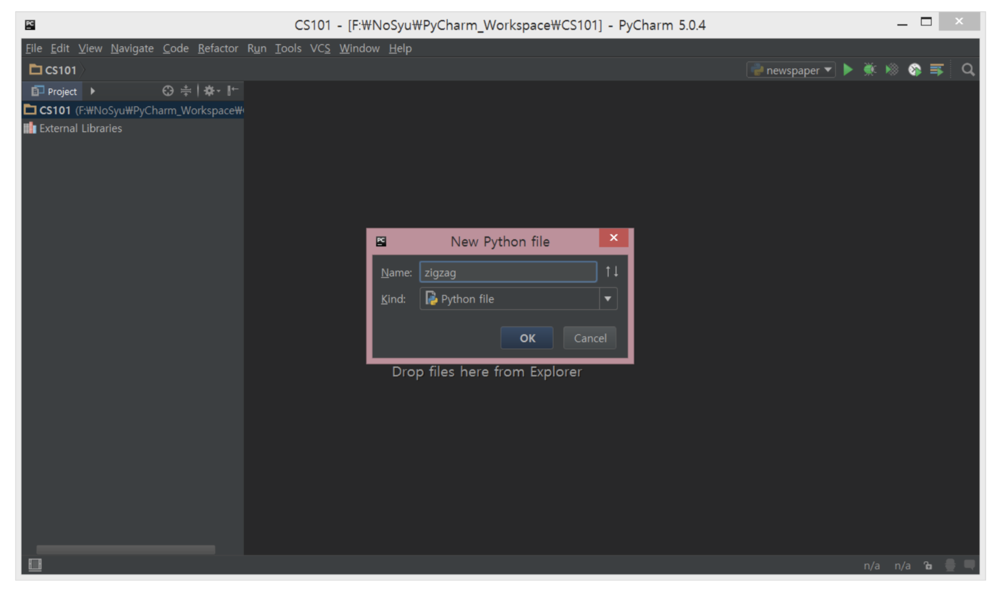 CS101 - [F:₩NoSyu₩PyCharm_Workspace₩CS101] - PyCharm 5.0.4
File Edit View Navigate Code Refactor Run Tools VCS Window Help
CS101
newspaper
Project
CS101 (F:₩NoSyu₩PyCharm_Workspace₩
External Libraries
New Python file
Name: zigzag
Kind: Python file
OK Cancel
Drop files here from Explorer
n/a n/a